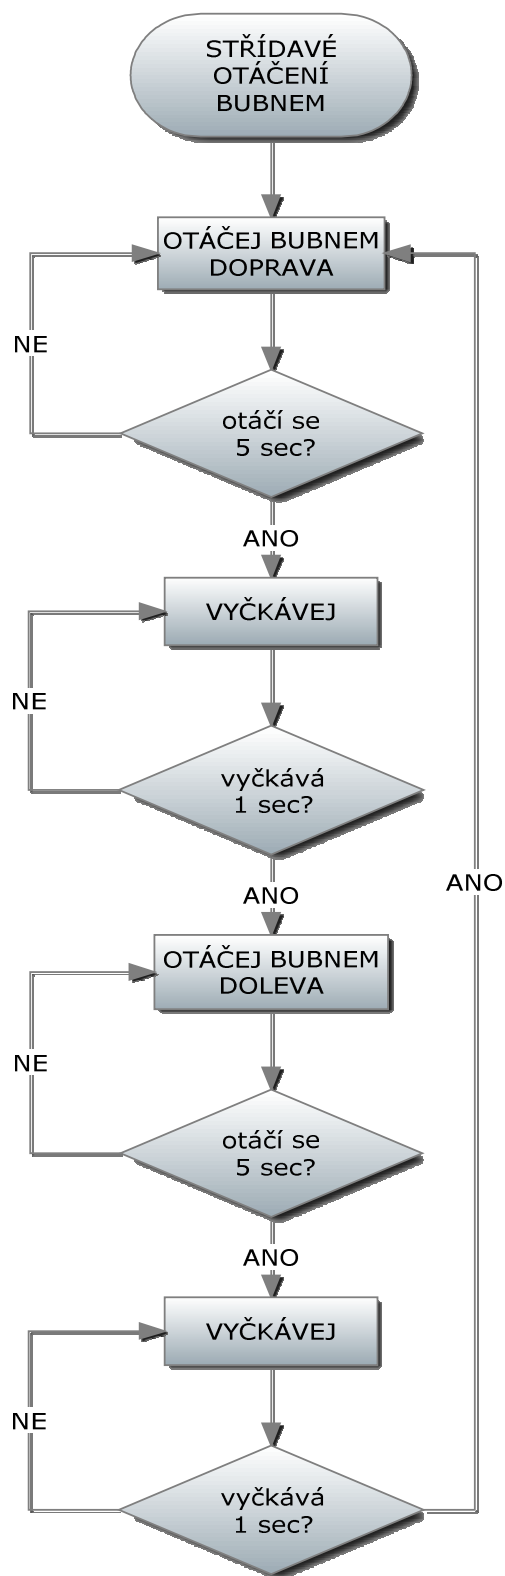 STŘÍDAVÉ
OTÁČENÍ
BUBNEM
OTÁČEJ BUBNEM
DOPRAVA
NE
otáčí se
5 sec?
ANO
VYČKÁVEJ
NE
vyčkává
1 sec?
ANO
ANO
OTÁČEJ BUBNEM
DOLEVA
NE
otáčí se
5 sec?
ANO
VYČKÁVEJ
NE
vyčkává
1 sec?